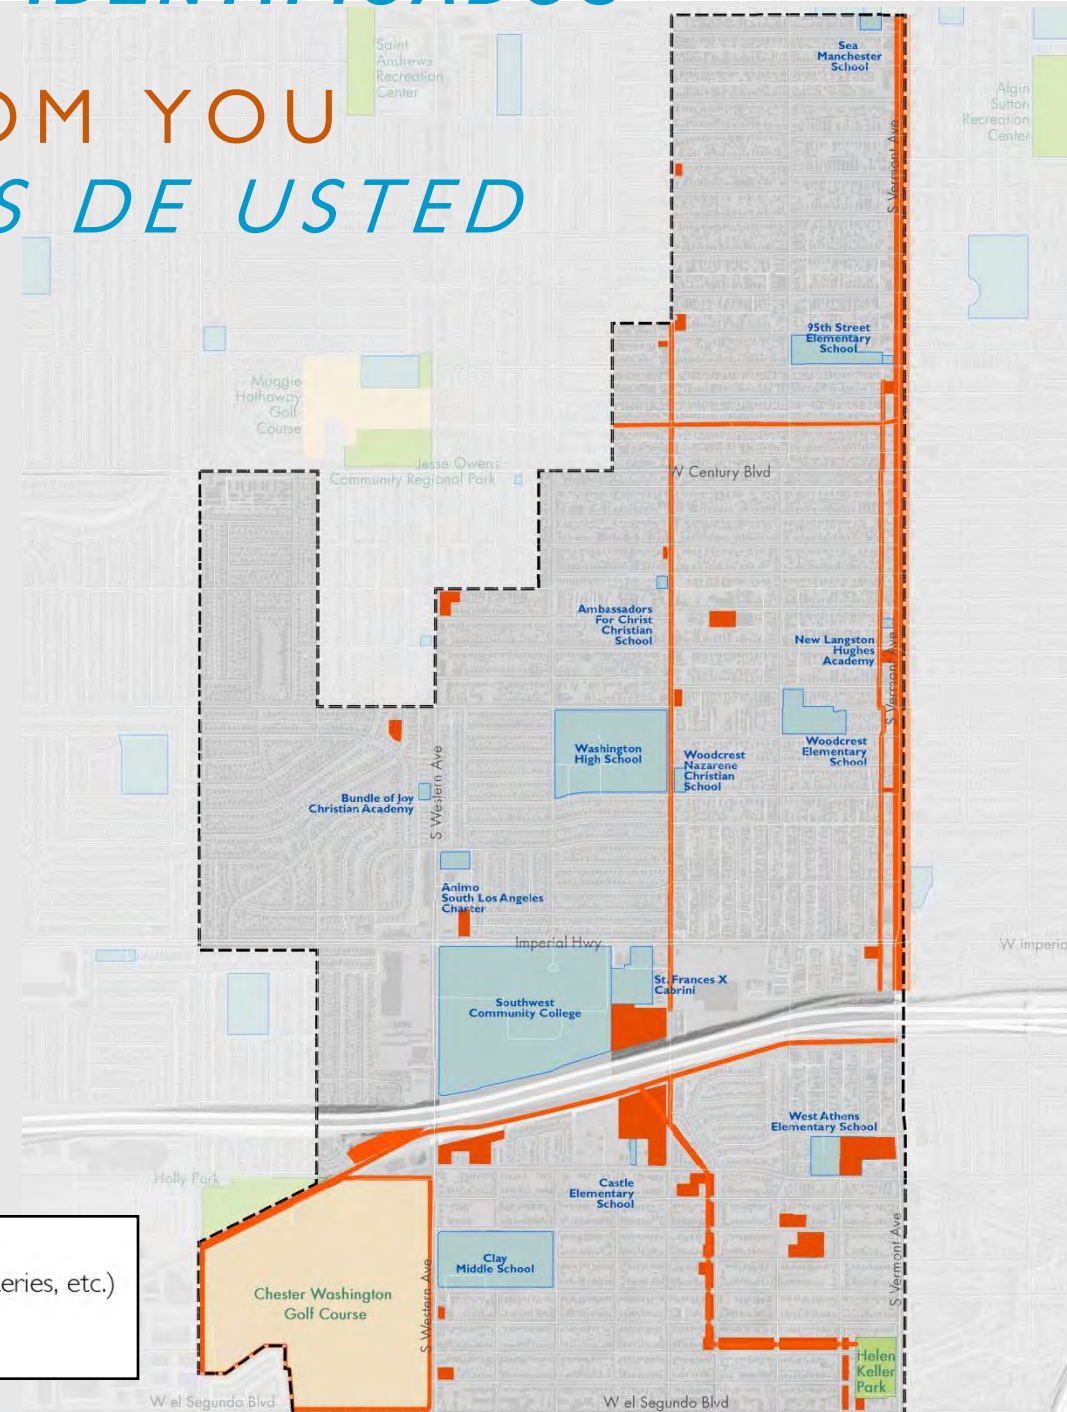 IDENTIFICADOS
OM YOU
S DE USTED
Saint
Andrews
Recreation
Center
Sea
Manchester
School
Algin
Sutton
Recreation
Center
S Vermont Ave
95th Street
Elementary
School
Maggie
Hathaway
Golf
Course
Jesse Owens
Community Regional Park
W Century Blvd
Ambassadors
For Christ
Christian
School
New Langston
Hughes
Academy
S Vermont Ave
Washington
High School
Woodcrest
Nazarene
Christian
School
Woodcrest
Elementary
School
S Western Ave
Bundle of Joy
Christian Academy
Animo
South Los Angeles
Charter
Imperial Hwy
W Imperia
St. Frances X
Cabrini
Southwest
Community College
West Athens
Elementary School
Holly Park
Castle
Elementary
School
Clay
Middle School
eries, etc.)
Chester Washington
Golf Course
S Western Ave
S Vermont Ave
Helen
Keller
Park
W el Segundo Blvd
W el Segundo Blvd